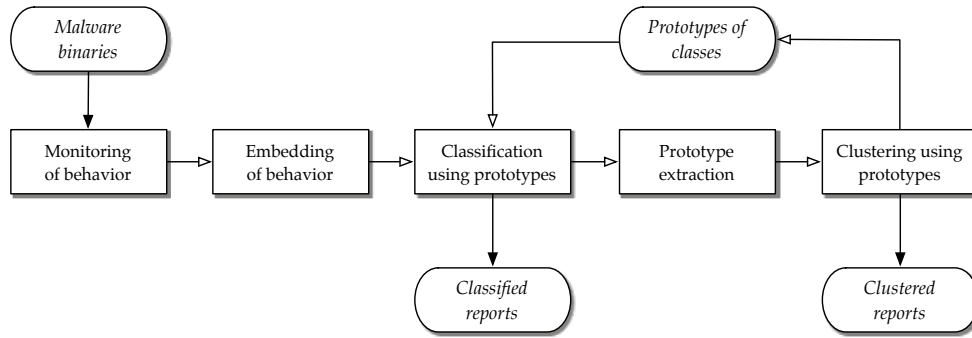 Malware
binaries
Prototypes of
classes
Monitoring
of behavior
Embedding
of behavior
Classification
using prototypes
Prototype
extraction
Clustering using
prototypes
Classified
reports
Clustered
reports